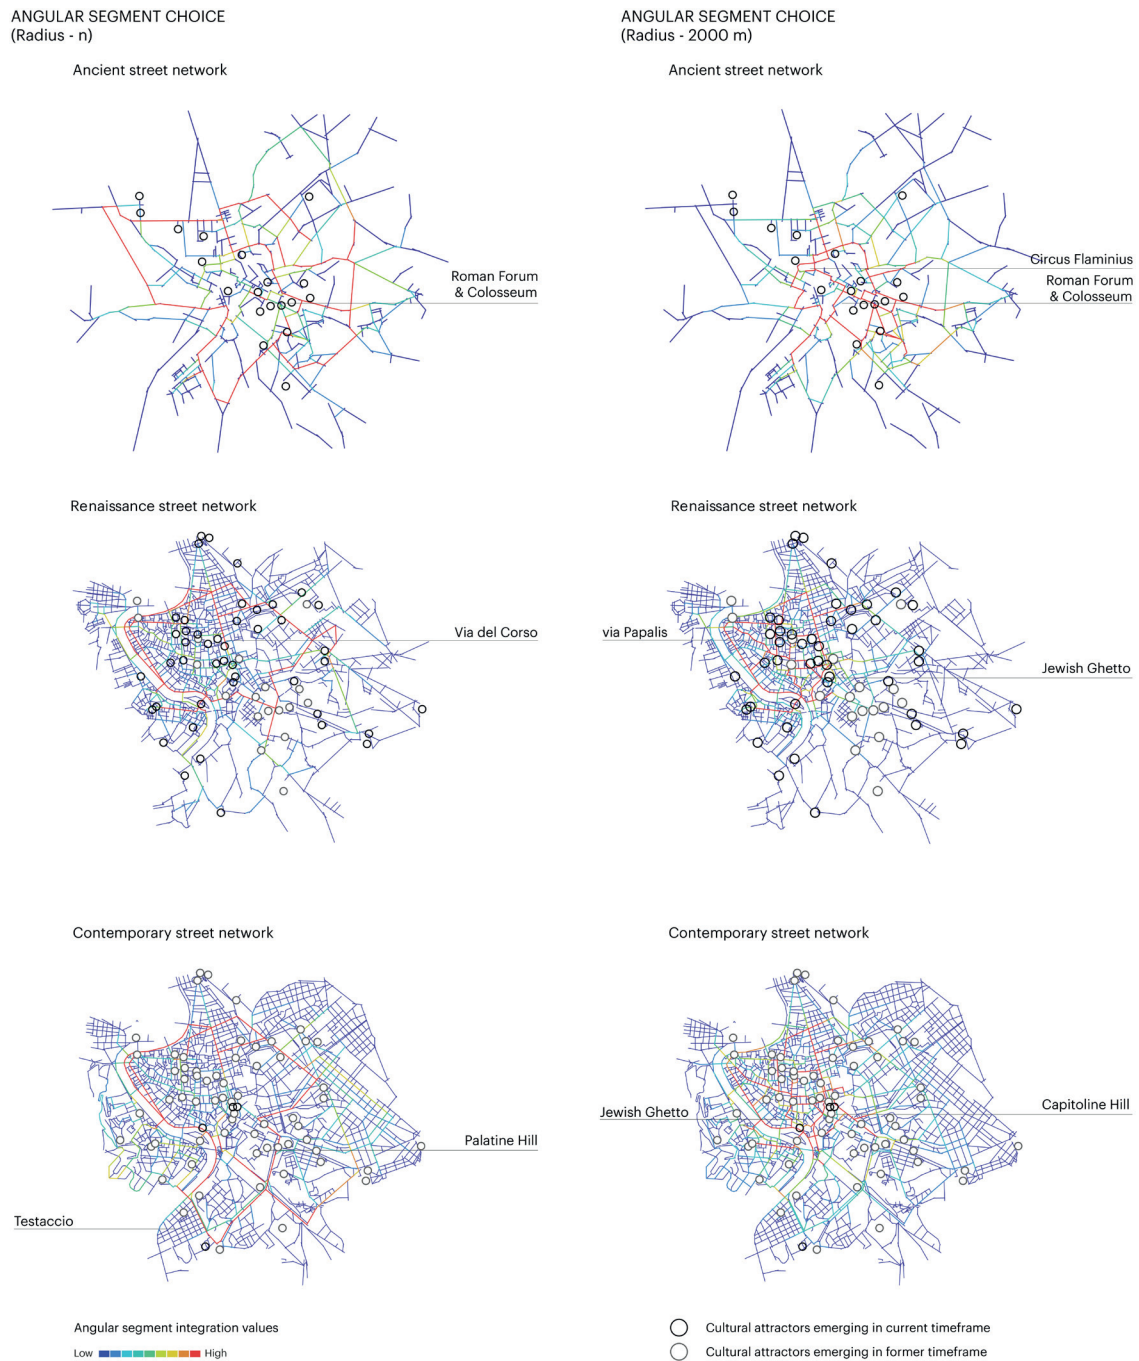 ANGULAR SEGMENT CHOICE
(Radius - n)
ANGULAR SEGMENT CHOICE
(Radius - 2000 m)
Ancient street network
Ancient street network
Roman Forum
& Colosseum
Circus Flaminius
Roman Forum
& Colosseum
Renaissance street network
Renaissance street network
Via del Corso
via Papalis
Jewish Ghetto
Contemporary street network
Contemporary street network
Palatine Hill
Testaccio
Jewish Ghetto
Capitoline Hill
Angular segment integration values
Low High
Cultural attractors emerging in current timeframe
Cultural attractors emerging in former timeframe